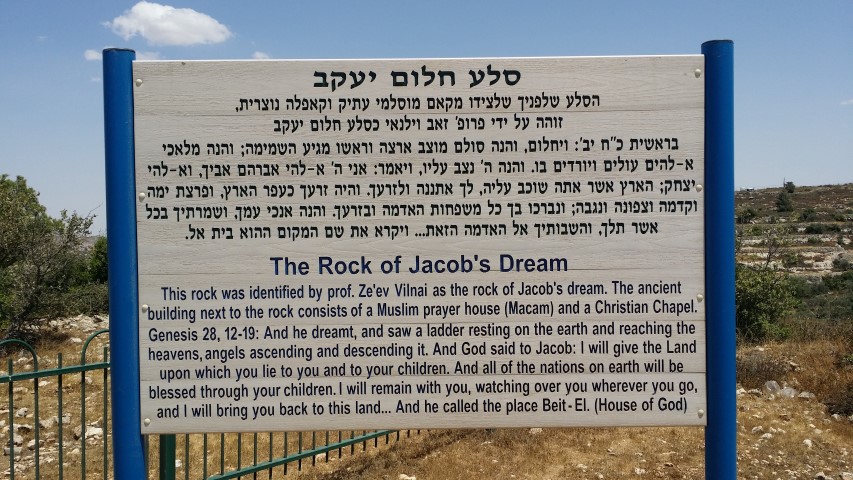 סלע חלום יעקב
הסלע שלפניך שלצידו מקאם מוסלמי עתיק וקאפלה נוצרית,
זוהה על ידי פרופ' זאב וילנאי כסלע חלום יעקב
בראשית כ"ח יב': ויחלום, והנה סולם מוצב ארצה וראשו מגיע השמימה; והנה מלאכי
א-להים עולים ויורדים בו. והנה ה' נצב עליו, ויאמר: אני ה' א-להי אברהם אביך, וא-להי
יצחק; הארץ אשר אתה שוכב עליה, לך אתננה ולזרעך. והיה זרעך כעפר הארץ, ופרצת ימה
וקדמה וצפונה ונגבה; ונברכו בך כל משפחות האדמה ובזרעך. והנה אנכי עמך, ושמרתיך בכל
אשר תלך, והשבותיך אל האדמה הזאת... ויקרא את שם המקום ההוא בית אל.
The Rock of Jacob's Dream
This rock was identified by prof. Ze'ev Vilnai as the rock of Jacob's dream. The ancient
building next to the rock consists of a Muslim prayer house (Macam) and a Christian Chapel.
Genesis 28, 12-19: And he dreamt, and saw a ladder resting on the earth and reaching the
heavens, angels ascending and descending it. And God said to Jacob: I will give the Land
upon which you lie to you and to your children. And all of the nations on earth will be
blessed through your children. I will remain with you, watching over you wherever you go,
and I will bring you back to this land... And he called the place Beit-El. (House of God)